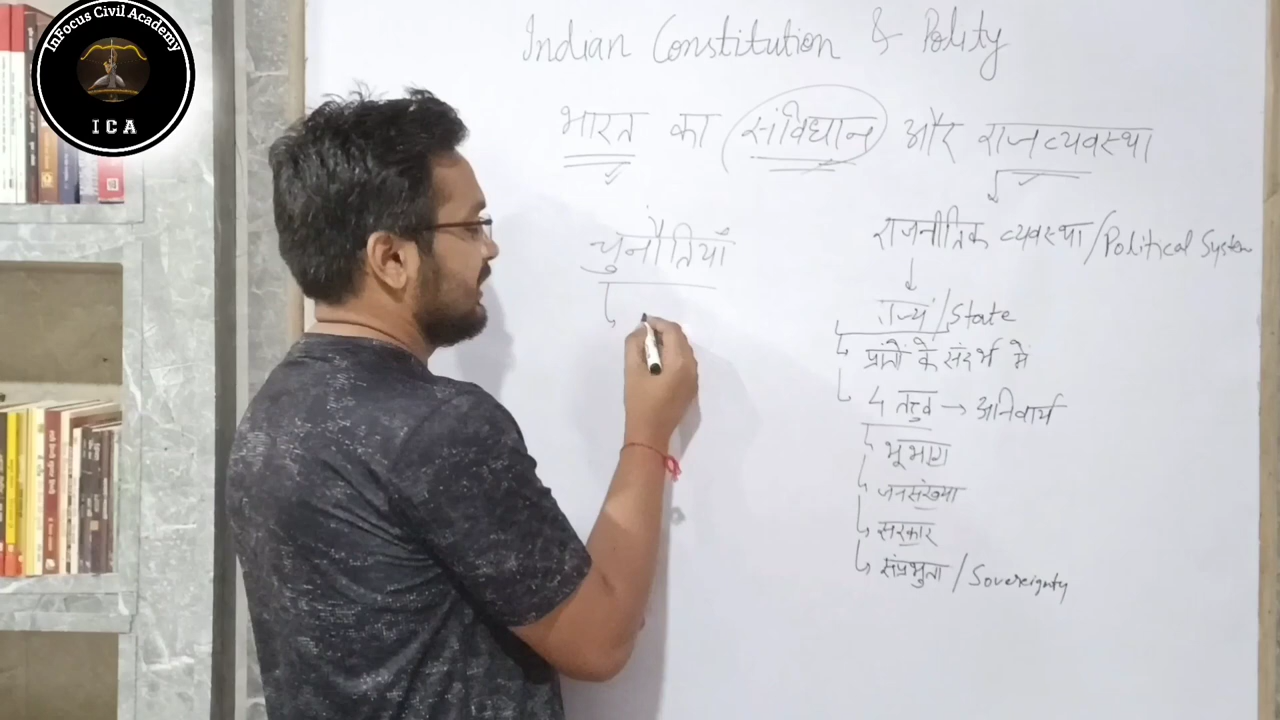 InFocus Civil Academy
ICA
Indian Constitution & Polity
भारत का संविधान और राजव्यवस्था
चुनौतियाँ
राजनीतिक व्यवस्था/Political System
राज्य/State
प्रांतों के संदर्भ में
4 तत्त्व → अनिवार्य
भूभाग
जनसंख्या
सरकार
संप्रभुता/Sovereignty